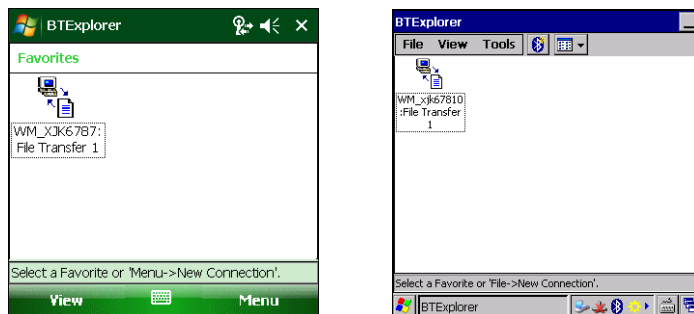 BTExplorer
Favorites
WM_XJK6787:
File Transfer 1
Select a Favorite or 'Menu->New Connection'.
View
Menu
BTExplorer
File View Tools
WM_xjk67810
:File Transfer
1
Select a Favorite or 'File->New Connection'.
BTExplorer